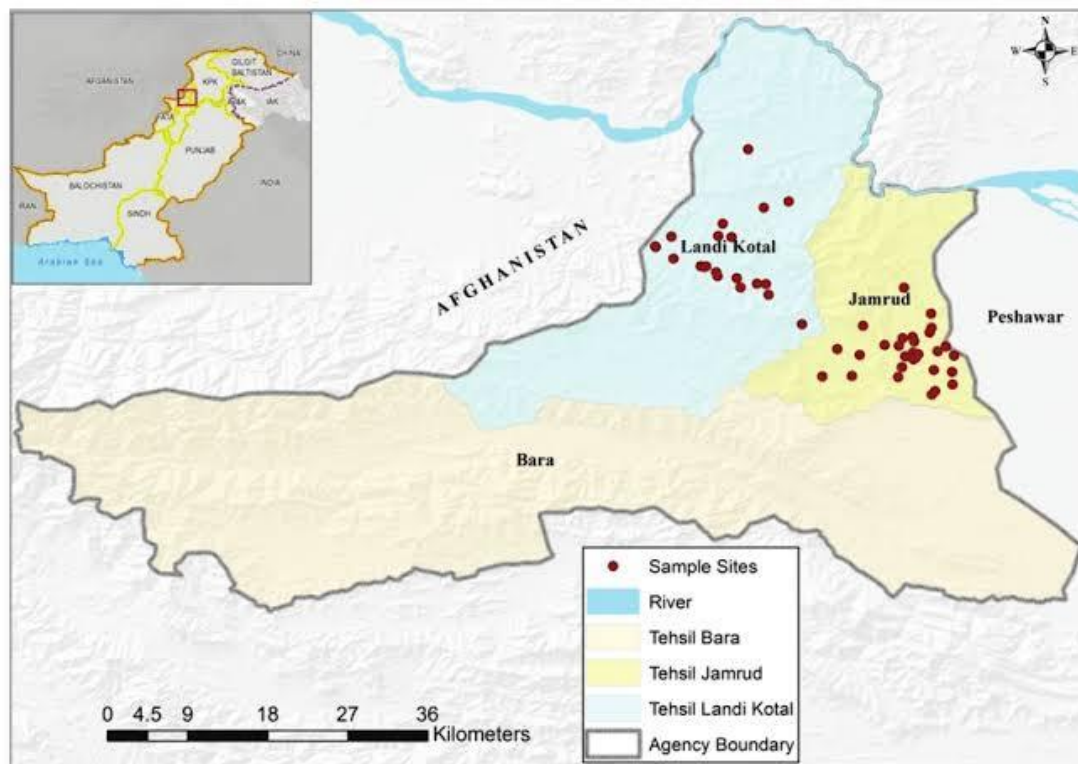 CHINA
GILGIT
BALTISTAN
AFGANISTAN
KPK
IAK
FATA
PUNJAB
BALOCHISTAN
INDIA
IRAN
SINDH
Arabian Sea
N
W E
S
AFGHANISTAN
Landi Kotal
Jamrud
Peshawar
Bara
Sample Sites
River
Tehsil Bara
Tehsil Jamrud
Tehsil Landi Kotal
Agency Boundary
0 4.5 9 18 27 36
Kilometers